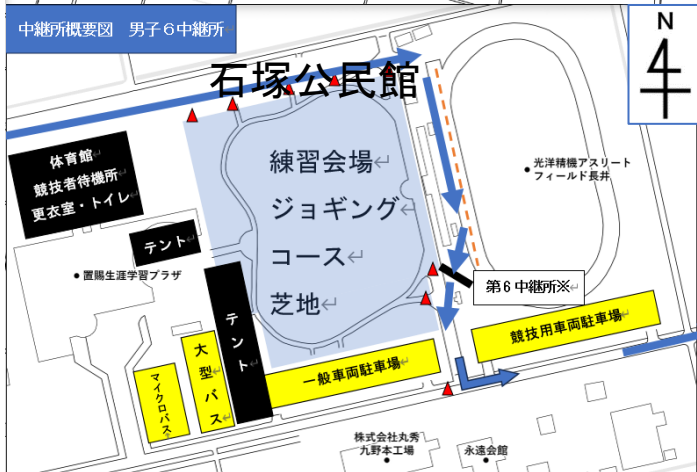 中継所概要図　男子６中継所
石塚公民館
N
体育館
競技者待機所
更衣室・トイレ
練習会場
ジョギング
コース
芝地
光洋精機アスリート
フィールド長井
テント
置賜生涯学習プラザ
第6 中継所※
テント
大型バス
マイクロバス
一般車両駐車場
競技用車両駐車場
株式会社丸秀
九野本工場
永遠会館